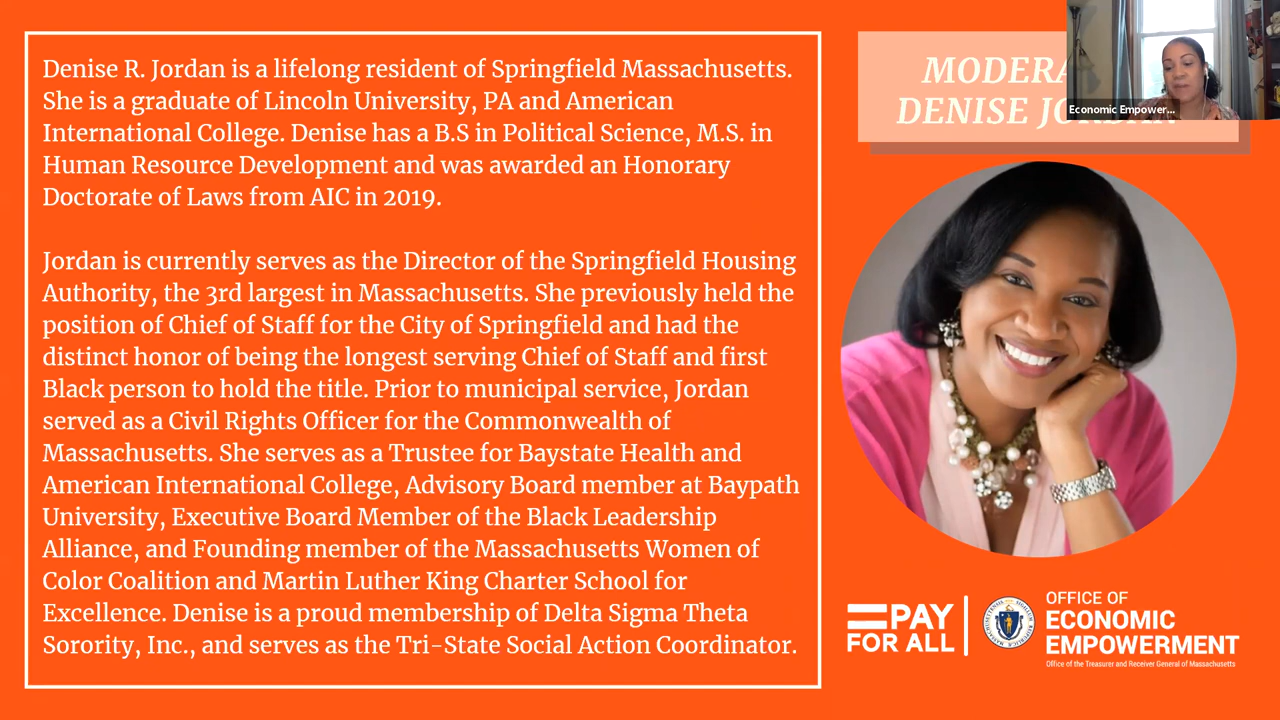 Denise R. Jordan is a lifelong resident of Springfield Massachusetts.
She is a graduate of Lincoln University, PA and American
International College. Denise has a B.S in Political Science, M.S. in
Human Resource Development and was awarded an Honorary
Doctorate of Laws from AIC in 2019.
Jordan is currently serves as the Director of the Springfield Housing
Authority, the 3rd largest in Massachusetts. She previously held the
position of Chief of Staff for the City of Springfield and had the
distinct honor of being the longest serving Chief of Staff and first
Black person to hold the title. Prior to municipal service, Jordan
served as a Civil Rights Officer for the Commonwealth of
Massachusetts. She serves as a Trustee for Baystate Health and
American International College, Advisory Board member at Baypath
University, Executive Board Member of the Black Leadership
Alliance, and Founding member of the Massachusetts Women of
Color Coalition and Martin Luther King Charter School for
Excellence. Denise is a proud membership of Delta Sigma Theta
Sorority, Inc., and serves as the Tri-State Social Action Coordinator.
MODERA
DENISE JORDAN
Economic Empower...
=PAY
FOR ALL
OFFICE OF
ECONOMIC
EMPOWERMENT
Office of the Treasurer and Receiver General of Massachusetts